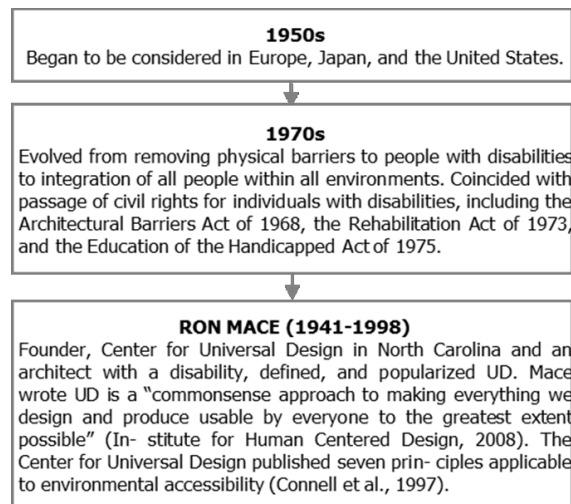 1950s
Began to be considered in Europe, Japan, and the United States.
1970s
Evolved from removing physical barriers to people with disabilities
to integration of all people within all environments. Coincided with
passage of civil rights for individuals with disabilities, including the
Architectural Barriers Act of 1968, the Rehabilitation Act of 1973,
and the Education of the Handicapped Act of 1975.
RON MACE (1941-1998)
Founder, Center for Universal Design in North Carolina and an
architect with a disability, defined, and popularized UD. Mace
wrote UD is a “commonsense approach to making everything we
design and produce usable by everyone to the greatest extent
possible” (In- stitute for Human Centered Design, 2008). The
Center for Universal Design published seven prin- ciples applicable
to environmental accessibility (Connell et al., 1997).